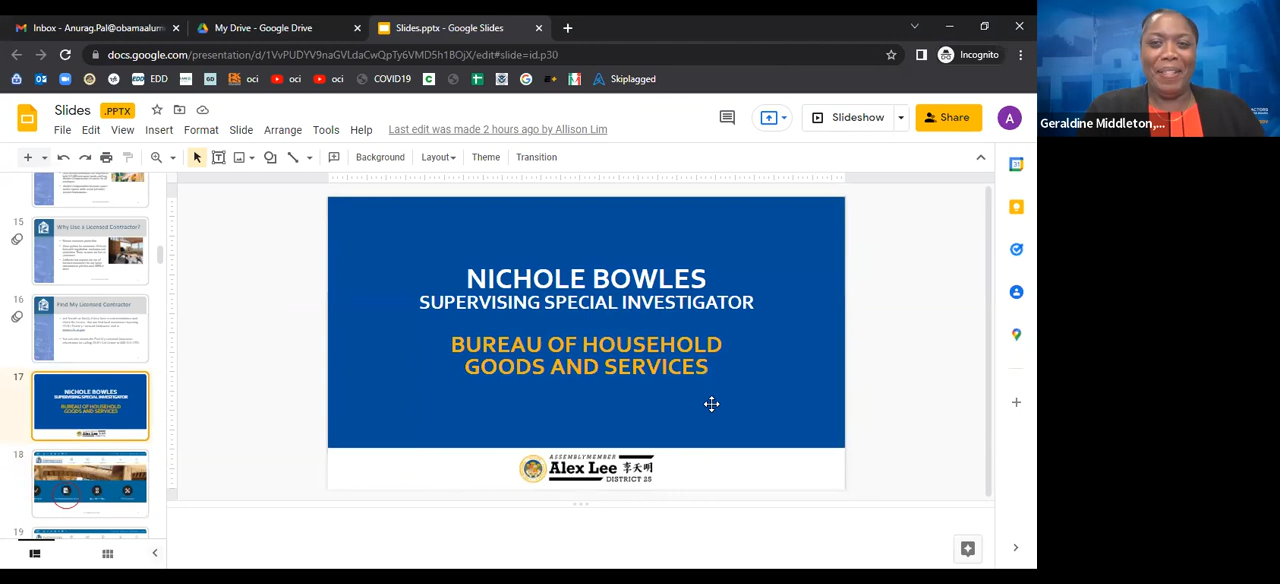 Inbox - Anurag.Pal@obamaalum
My Drive - Google Drive
Slides.pptx - Google Slides
docs.google.com/presentation/d/1VvPUDYV9naGVLdaCwQpTy6VMD5h1BOjX/edit#slide=id.p30
Incognito
EDD
oci
oci
oci
COVID19
Skiplagged
Slides
.PPTX
File
Edit
View
Insert
Format
Slide
Arrange
Tools
Help
Last edit was made 2 hours ago by Allison Lim
Slideshow
Share
A
Background
Layout
Theme
Transition
15
Why Use a Licensed Contractor?
16
Find My Licensed Contractor
17
NICHOLE BOWLES
SUPERVISING SPECIAL INVESTIGATOR
BUREAU OF HOUSEHOLD
GOODS AND SERVICES
18
19
NICHOLE BOWLES
SUPERVISING SPECIAL INVESTIGATOR
BUREAU OF HOUSEHOLD
GOODS AND SERVICES
ASSEMBLYMEMBER
Alex Lee 李天明
DISTRICT 25
31
Geraldine Middleton,...